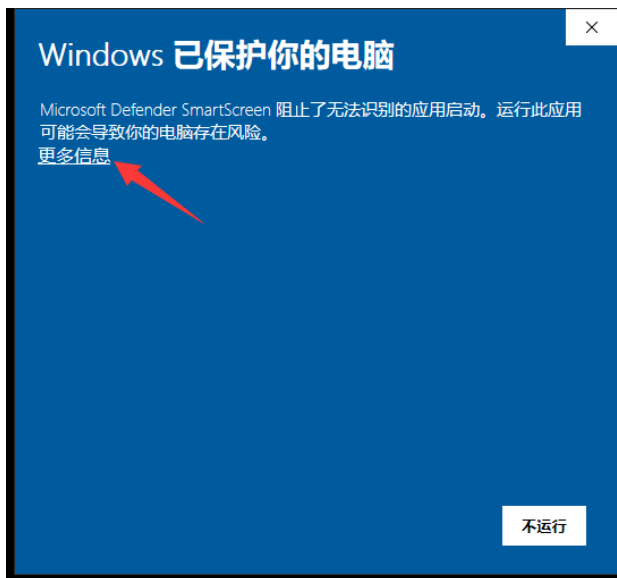 Windows 已保护你的电脑
Microsoft Defender SmartScreen 阻止了无法识别的应用启动。运行此应用
可能会导致你的电脑存在风险。
更多信息
不运行